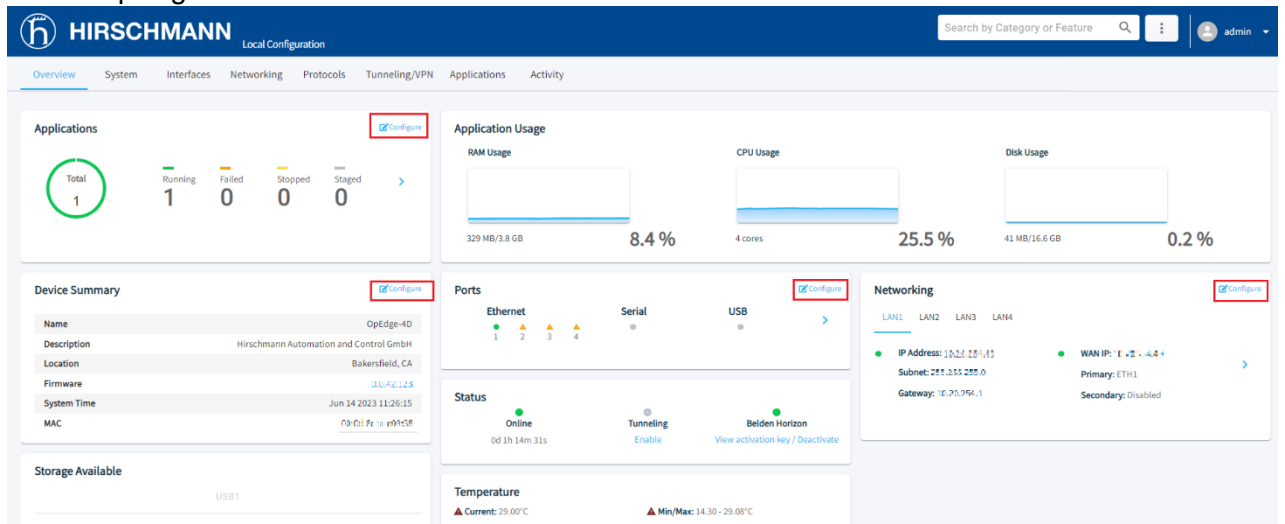 HIRSCHMANN
Local Configuration
Search by Category or Feature
admin
Overview System Interfaces Networking Protocols Tunneling/VPN Applications Activity
Applications
Configure
Total
1
Running Failed Stopped Staged
1 0 0 0
Application Usage
RAM Usage
329 MB/3.8 GB 8.4 %
CPU Usage
4 cores 25.5 %
Disk Usage
41 MB/16.6 GB 0.2 %
Device Summary
Configure
Name OpEdge-4D
Description Hirschmann Automation and Control GmbH
Location Bakersfield, CA
Firmware
System Time Jun 14 2023 11:26:15
MAC
Storage Available
USB1
Ports
Configure
Ethernet Serial USB
1 2 3 4
Status
Online Tunneling Belden Horizon
0d 1h 14m 31s Enable View activation key / Deactivate
Temperature
Current: 29.00°C Min/Max: 14.30 - 29.08°C
Networking
Configure
LAN1 LAN2 LAN3 LAN4
IP Address:
Subnet: 255.255.255.0
Gateway:
WAN IP:
Primary: ETH1
Secondary: Disabled